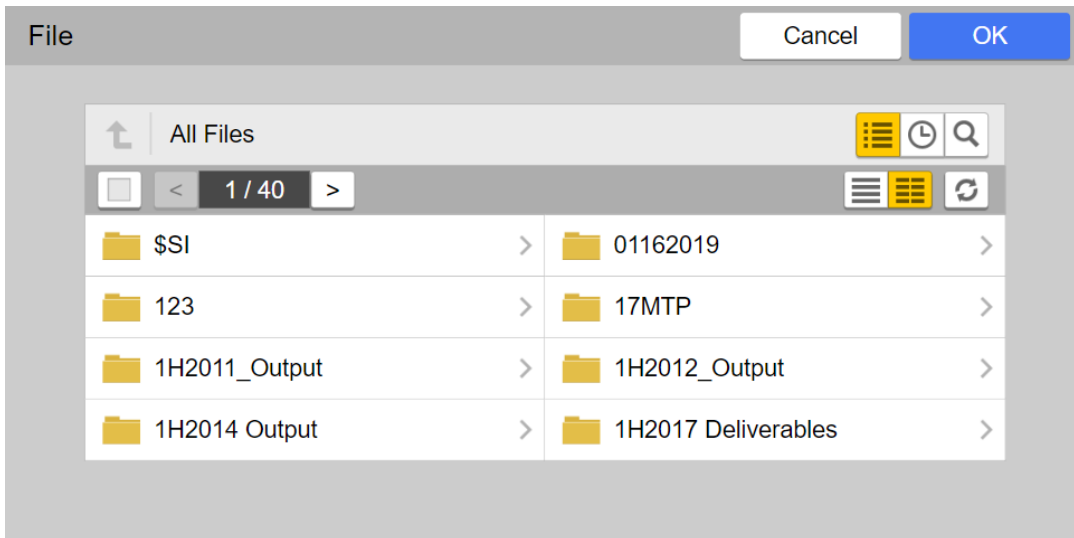 File
Cancel
OK
All Files
< 1 / 40 >
$SI
01162019
123
17MTP
1H2011_Output
1H2012_Output
1H2014 Output
1H2017 Deliverables